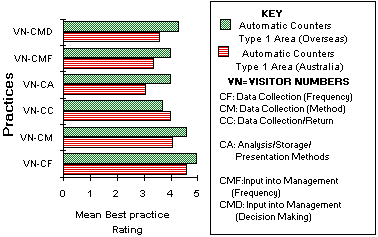 Practices
VN-CMD
VN-CMF
VN-CA
VN-CC
VN-CM
VN-CF
0 1 2 3 4 5
Mean Best practice
Rating
KEY
Automatic Counters
Type 1 Area (Overseas)
Automatic Counters
Type 1 Area (Australia)
VN=VISITOR NUMBERS
CF: Data Collection (Frequency)
CM: Data Collection (Method)
CC: Data Collection/Return
CA: Analysis/Storage/
Presentation Methods
CMF:Input into Management
(Frequency)
CMD: Input into Management
(Decision Making)